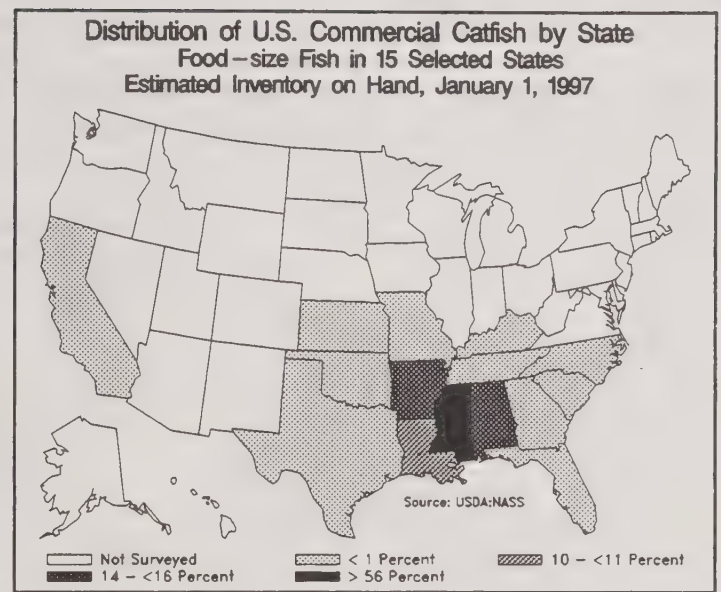 Distribution of U.S. Commercial Catfish by State
Food-size Fish in 15 Selected States
Estimated Inventory on Hand, January 1, 1997
Source: USDA:NASS
Not Surveyed
< 1 Percent
10 - <11 Percent
14 - <16 Percent
> 56 Percent